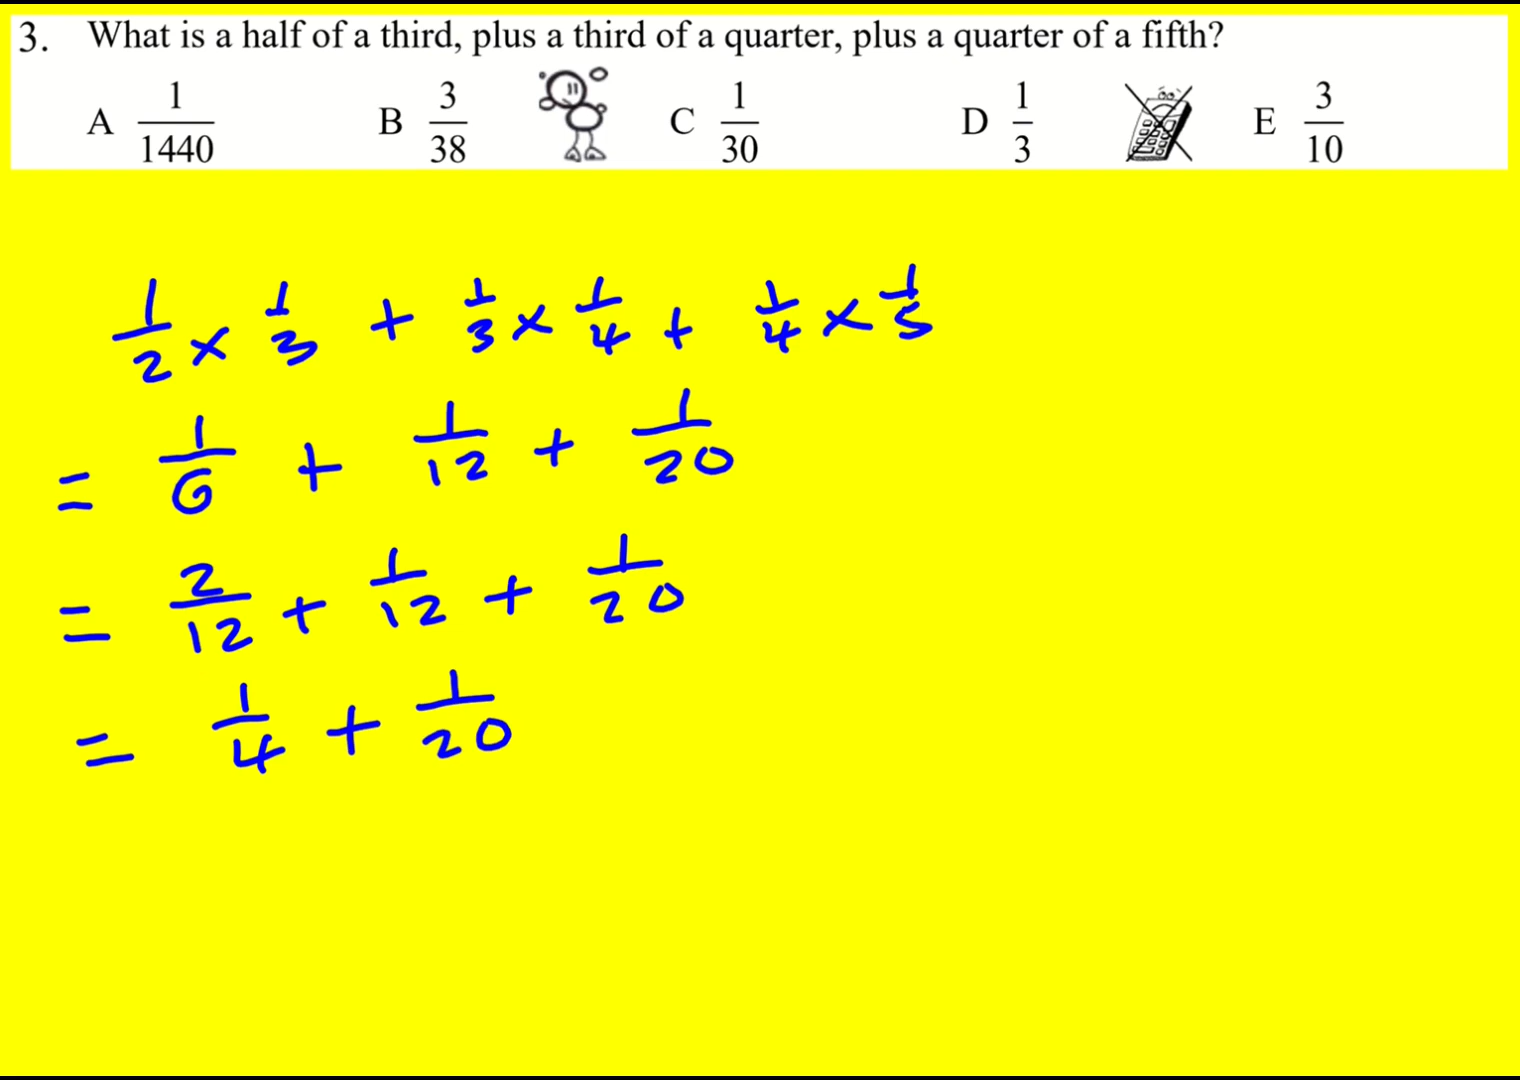 3. What is a half of a third, plus a third of a quarter, plus a quarter of a fifth?
A 1/1440 B 3/38 C 1/30 D 1/3 E 3/10
1/2 × 1/3 + 1/3 × 1/4 + 1/4 × 1/5
= 1/6 + 1/12 + 1/20
= 2/12 + 1/12 + 1/20
= 1/4 + 1/20